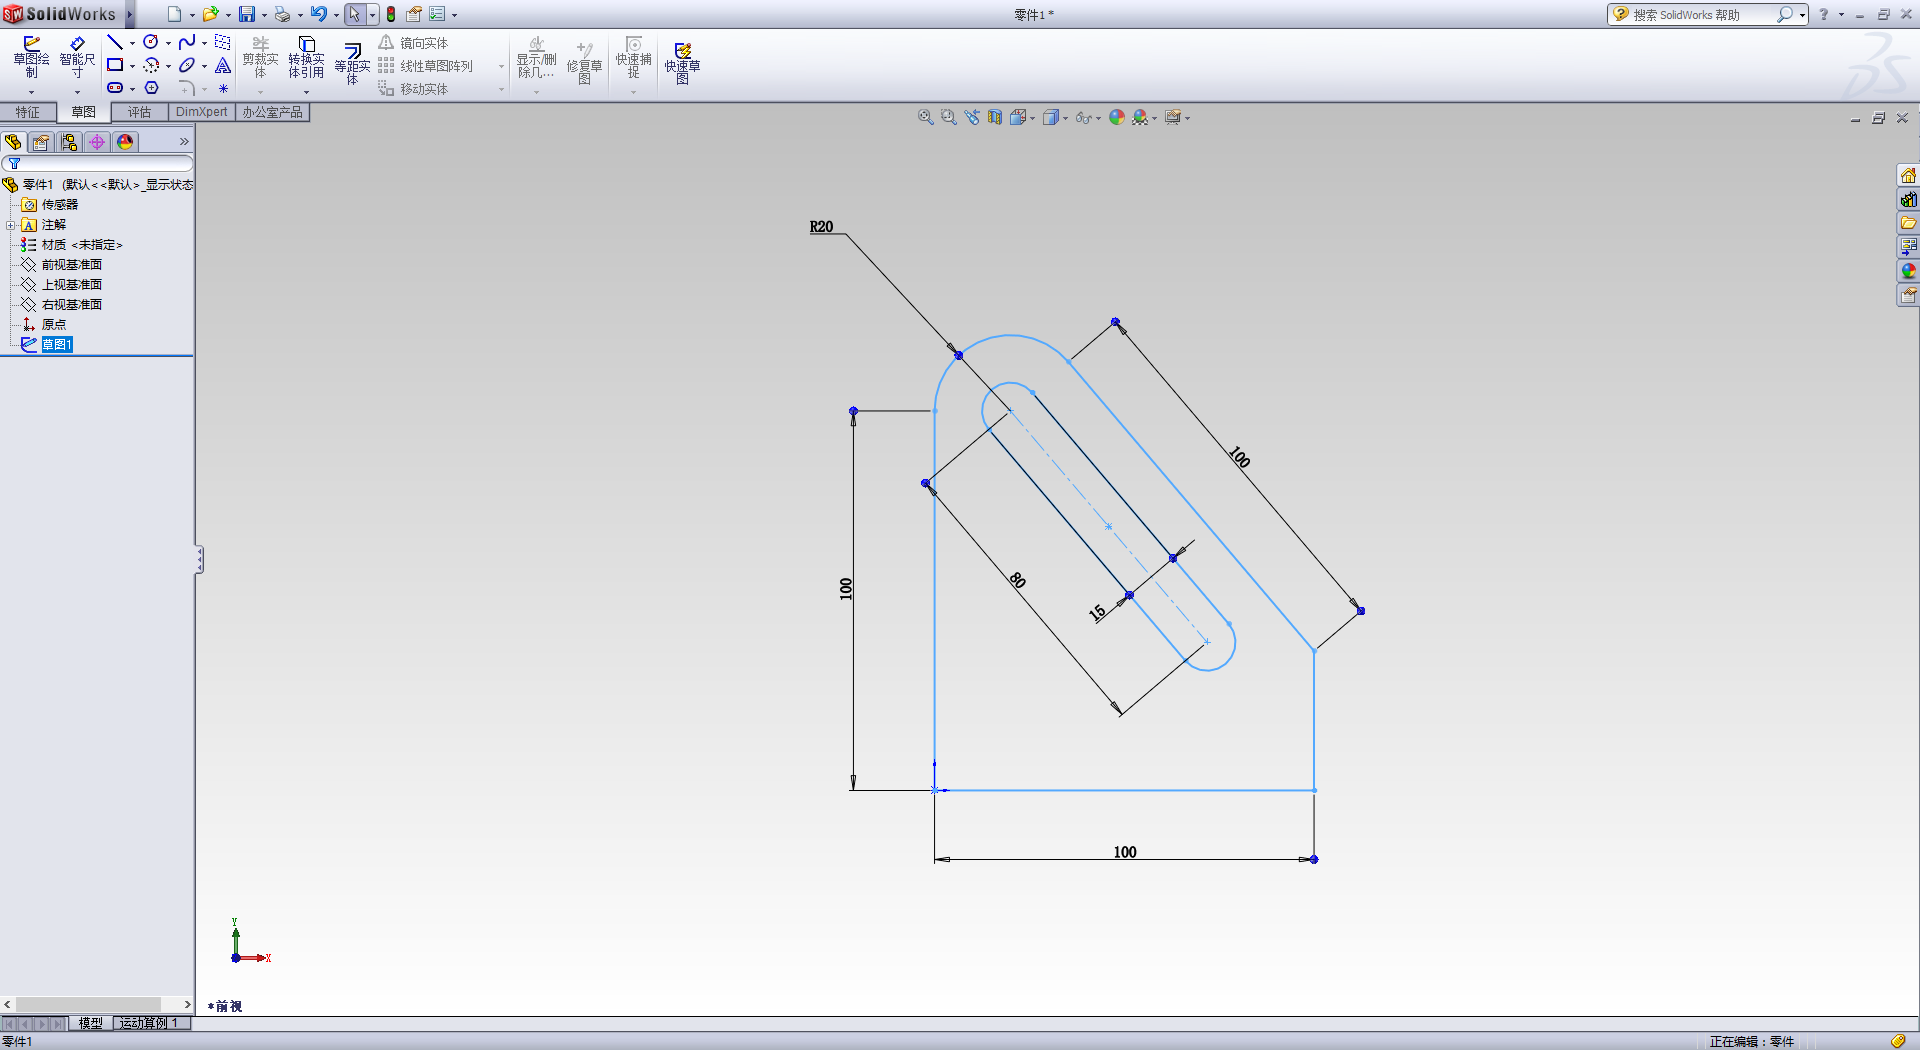 SolidWorks
零件1 *
搜索 SolidWorks 帮助
草图绘制
智能尺寸
剪裁实体
转换实体引用
等距实体
镜向实体
线性草图阵列
移动实体
显示/删除几...
修复草图
快速捕捉
快速草图
特征
草图
评估
DimXpert
办公室产品
零件1 (默认<<默认>_显示状态
传感器
注解
材质 <未指定>
前视基准面
上视基准面
右视基准面
原点
草图1
R20
100
100
80
15
100
Y
X
*前视
模型
运动算例 1
零件1
正在编辑：零件